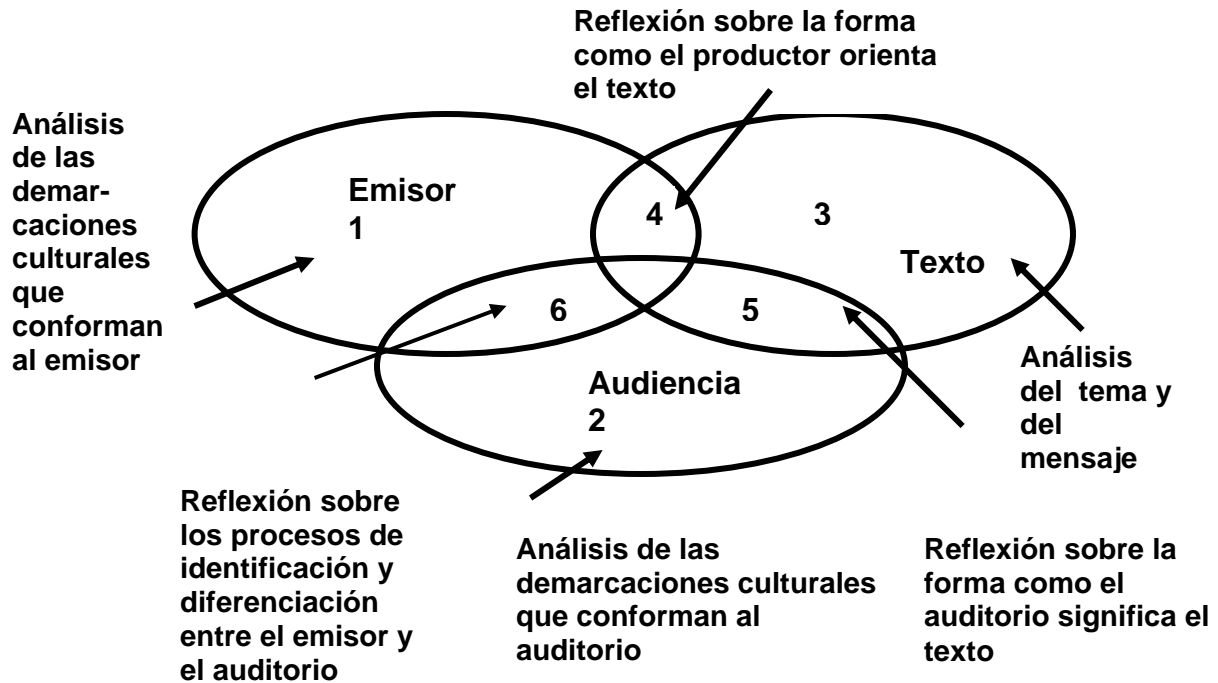 Reflexión sobre la forma
como el productor orienta
el texto
Análisis
de las
demar-
caciones
culturales
que
conforman
al emisor
Emisor
1
4
3
Texto
6
5
Audiencia
2
Análisis
del tema y
del
mensaje
Reflexión sobre
los procesos de
identificación y
diferenciación
entre el emisor y
el auditorio
Análisis de las
demarcaciones culturales
que conforman al
auditorio
Reflexión sobre la
forma como el
auditorio significa el
texto